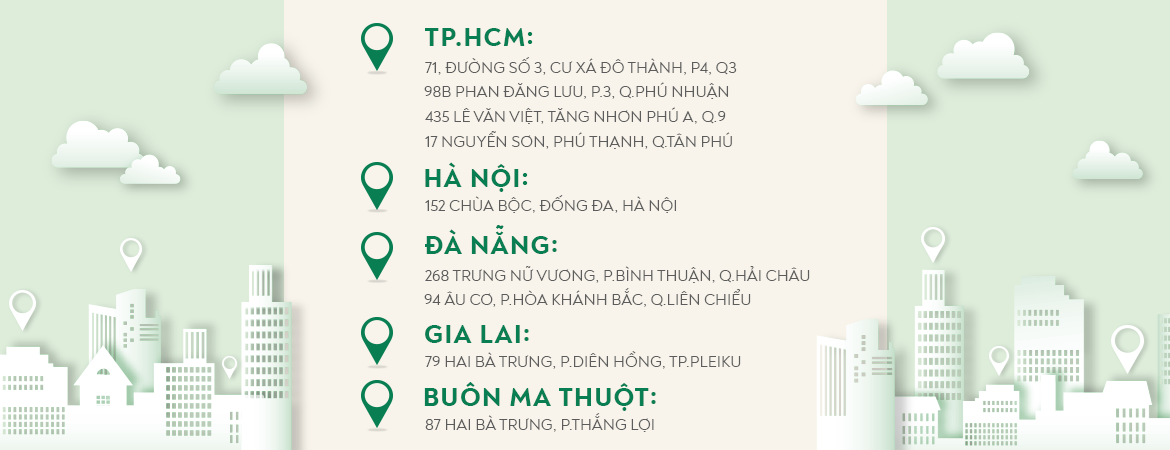 TP.HCM:
71, ĐƯỜNG SỐ 3, CƯ XÁ ĐÔ THÀNH, P4, Q3
98B PHAN ĐĂNG LƯU, P.3, Q.PHÚ NHUẬN
435 LÊ VĂN VIỆT, TĂNG NHƠN PHÚ A, Q.9
17 NGUYỄN SƠN, PHÚ THẠNH, Q.TÂN PHÚ
HÀ NỘI:
152 CHÙA BỘC, ĐỐNG ĐA, HÀ NỘI
ĐÀ NẴNG:
268 TRƯNG NỮ VƯƠNG, P.BÌNH THUẬN, Q.HẢI CHÂU
94 ÂU CƠ, P.HÒA KHÁNH BẮC, Q.LIÊN CHIỂU
GIA LAI:
79 HAI BÀ TRƯNG, P.DIÊN HỒNG, TP.PLEIKU
BUÔN MA THUỘT:
87 HAI BÀ TRƯNG, P.THẮNG LỢI